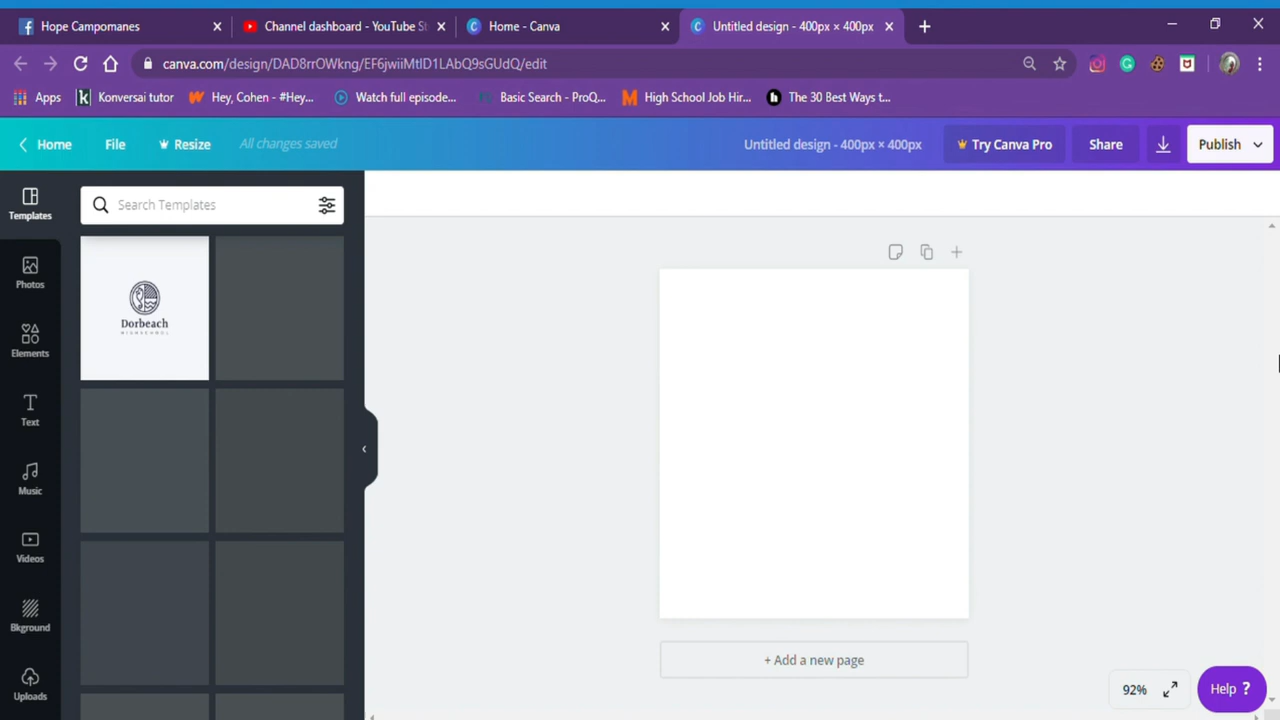 Hope Campomanes
Channel dashboard - YouTube St
Home - Canva
Untitled design - 400px × 400px
canva.com/design/DAD8rrOWkng/EF6jwiiMtID1LAbQ9sGUdQ/edit
Apps
Konversai tutor
Hey, Cohen - #Hey...
Watch full episode...
Basic Search - ProQ...
High School Job Hir...
The 30 Best Ways t...
Home
File
Resize
All changes saved
Untitled design - 400px × 400px
Try Canva Pro
Share
Publish
Templates
Search Templates
Photos
Dorbeach
HIGHSCHOOL
Elements
Text
Music
Videos
Bkground
+ Add a new page
Uploads
92%
Help ?